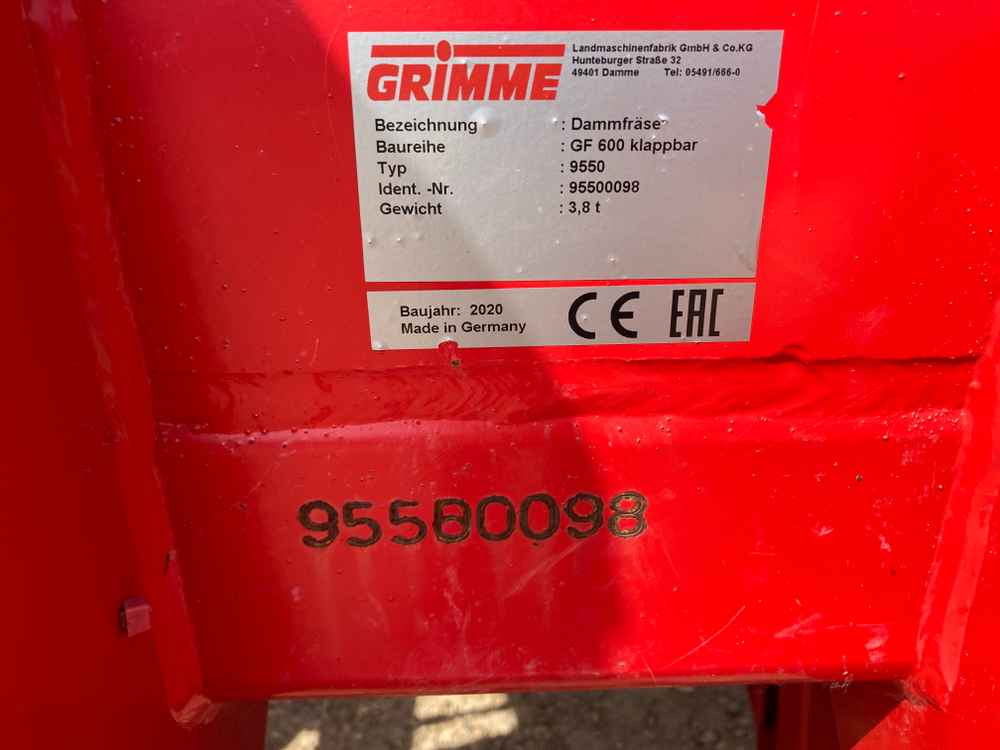 GRIMME
Landmaschinenfabrik GmbH & Co.KG
Hunteburger Straße 32
49401 Damme Tel: 05491/666-0
Bezeichnung : Dammfräse
Baureihe : GF 600 klappbar
Typ : 9550
Ident. -Nr. : 95500098
Gewicht : 3,8 t
Baujahr: 2020
Made in Germany
CE EAC
95500098